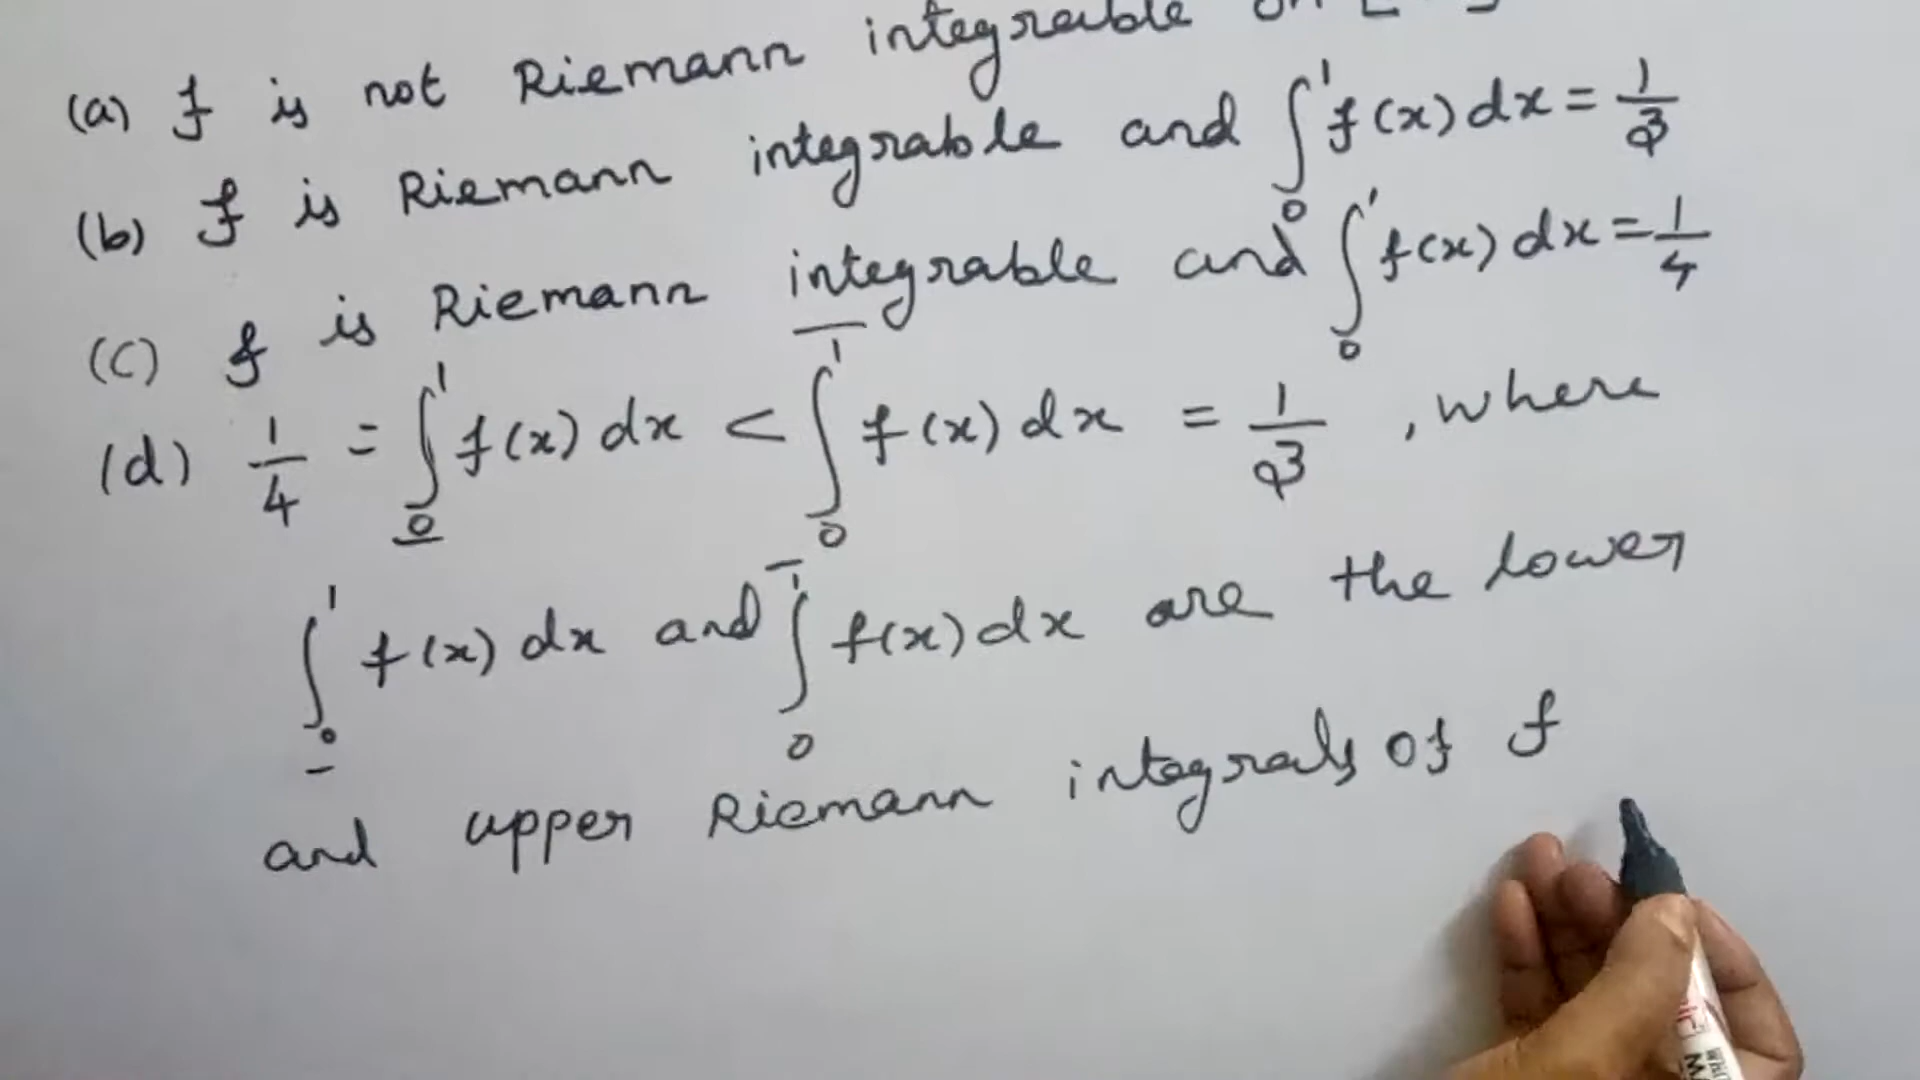 (a) f is not Riemann integrable on [
(b) f is Riemann integrable and ∫₀¹ f(x) dx = 1/3
(c) f is Riemann integrable and ∫₀¹ f(x) dx = 1/4
(d) 1/4 = ∫₀¹ f(x) dx < ∫₀¹ f(x) dx = 1/3 , where
∫₀¹ f(x) dx and ∫₀¹ f(x) dx are the lower
and upper Riemann integrals of f